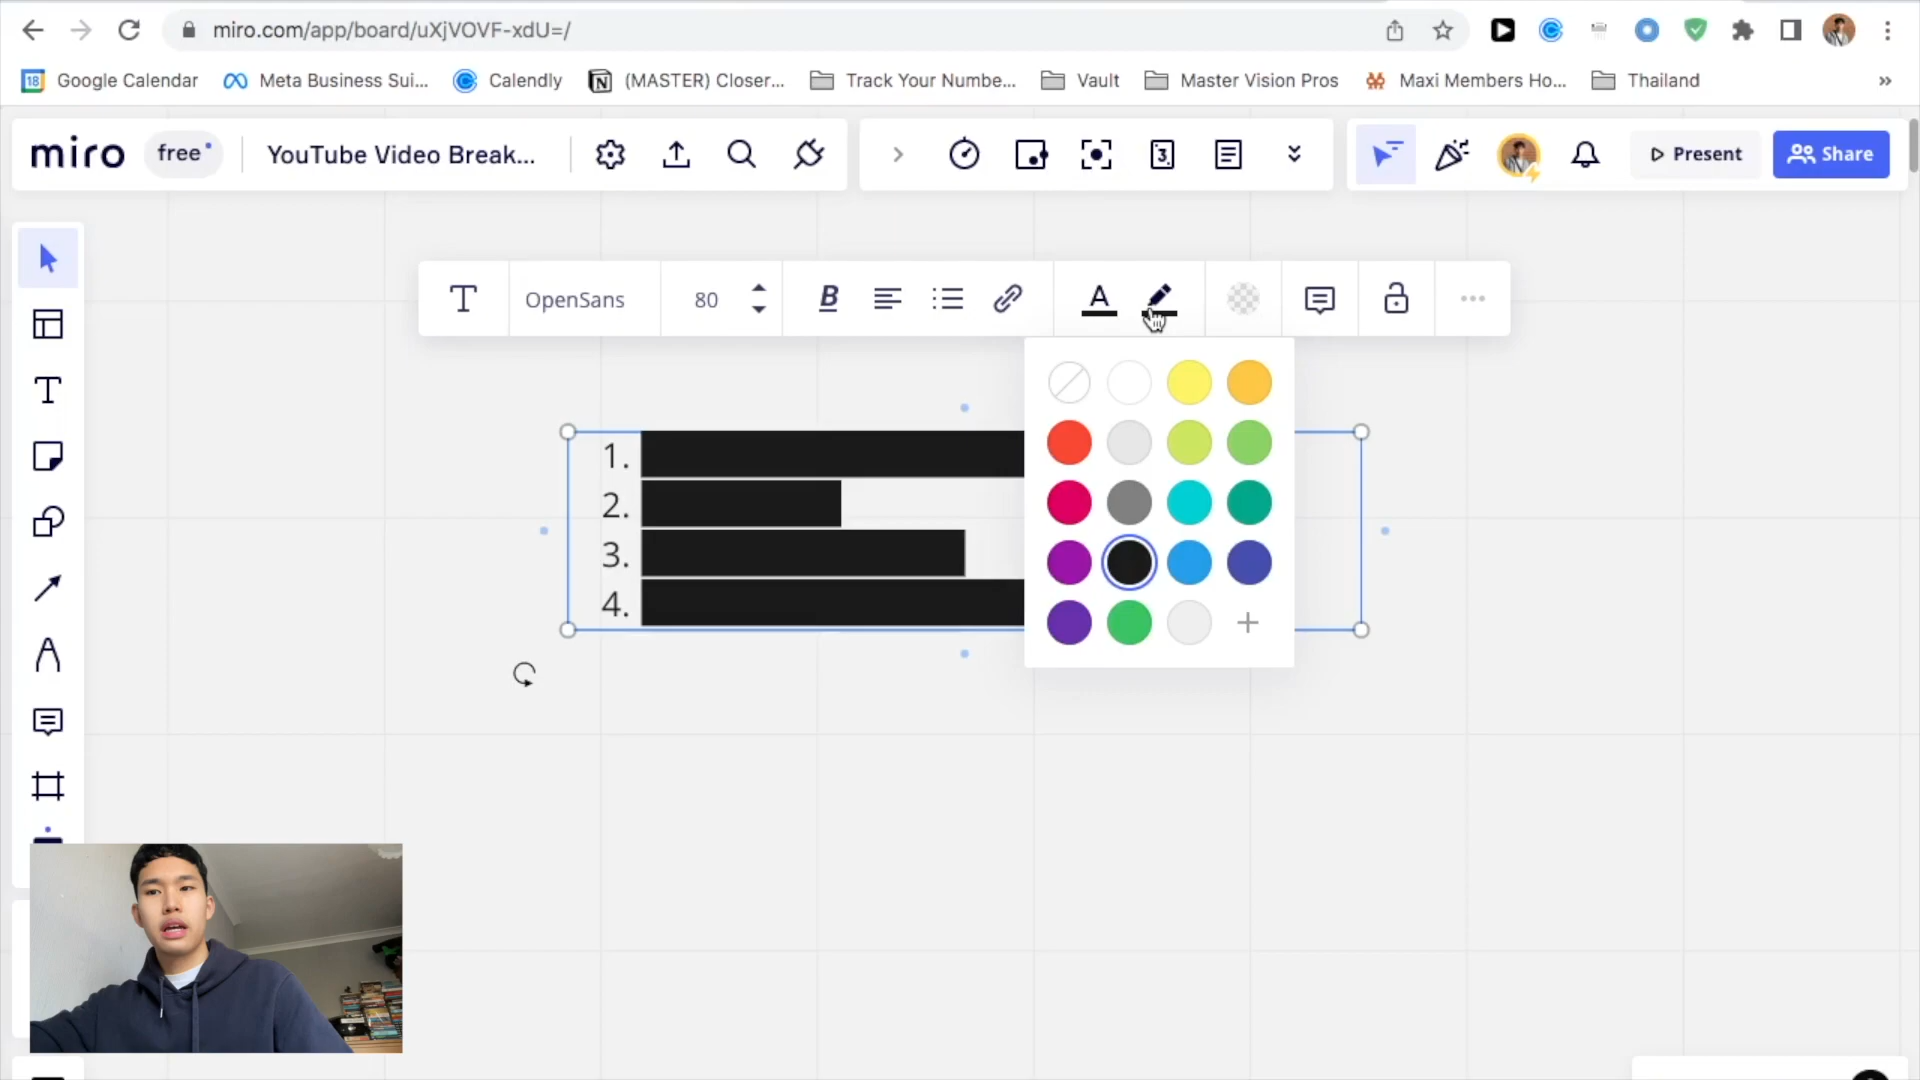 miro.com/app/board/uXjVOVF-xdU=/
Google Calendar
Meta Business Sui...
Calendly
(MASTER) Closer...
Track Your Numbe...
Vault
Master Vision Pros
Maxi Members Ho...
Thailand
»
miro
free
YouTube Video Break...
Present
Share
OpenSans
80
B
A
1.
2.
3.
4.